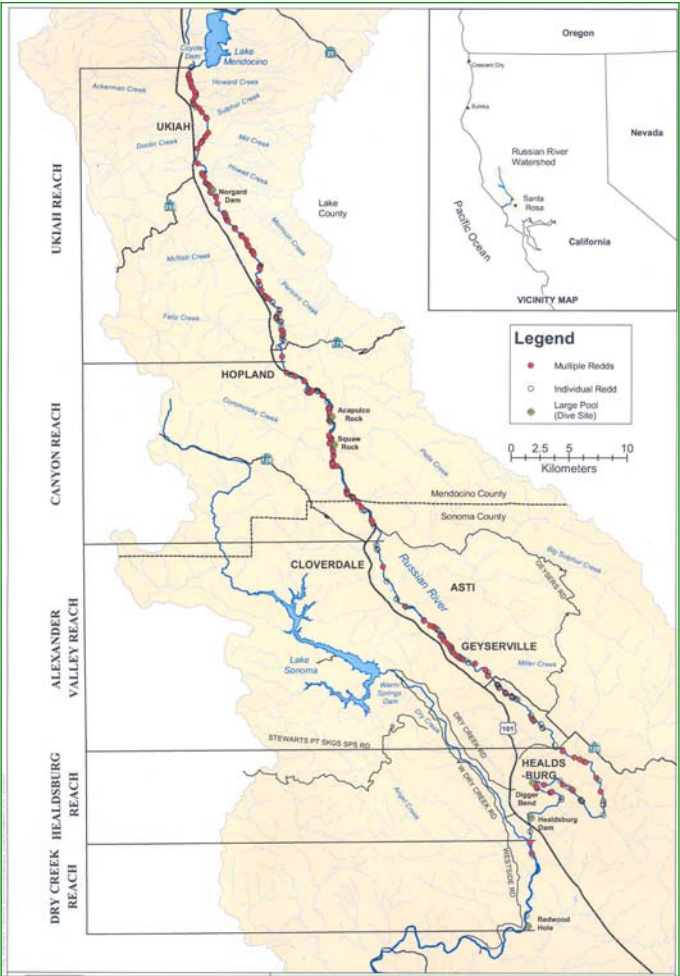 Oregon
Crescent City
Eureka
Nevada
Russian River
Watershed
Santa
Rosa
Pacific Ocean
California
VICINITY MAP
Coyote
Dam
Lake
Mendocino
20
Ackerman Creek
Howard Creek
Sulphur Creek
UKIAH
Doolin Creek
Mill Creek
Howell Creek
Norgard
Dam
Lake
County
UKIAH REACH
Morrison Creek
McNab Creek
Parsons Creek
Feliz Creek
Legend
Multiple Redds
Individual Redd
Large Pool
(Dive Site)
0 2.5 5 10
Kilometers
HOPLAND
Comminsky Creek
Acapulco
Rock
Squaw
Rock
CANYON REACH
Pieta Creek
Mendocino County
Sonoma County
Big Sulphur Creek
CLOVERDALE
Russian River
ASTI
GEYSERS RD
ALEXANDER
VALLEY REACH
GEYSERVILLE
Miller Creek
Lake
Sonoma
Warm
Springs
Dam
Dry Creek
DRY CREEK RD
101
STEWARTS PT SKGS SPS RD
W DRY CREEK RD
HEALDS
-BURG
Digger
Bend
HEALDSBURG
REACH
Healdsburg
Dam
Angel Creek
DRY CREEK
REACH
WESTSIDE RD
Redwood
Hole